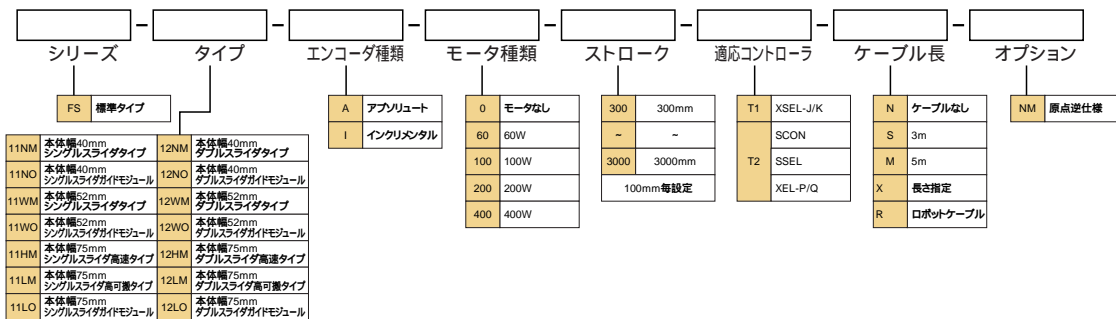 シリーズ
タイプ
エンコーダ種類
モータ種類
ストローク
適応コントローラ
ケーブル長
オプション
FS 標準タイプ
11NM 本体幅40mm
シングルスライダタイプ
12NM 本体幅40mm
ダブルスライダタイプ
11NO 本体幅40mm
シングルスライダガイドモジュール
12NO 本体幅40mm
ダブルスライダガイドモジュール
11WM 本体幅52mm
シングルスライダタイプ
12WM 本体幅52mm
ダブルスライダタイプ
11WO 本体幅52mm
シングルスライダガイドモジュール
12WO 本体幅52mm
ダブルスライダガイドモジュール
11HM 本体幅75mm
シングルスライダ高速タイプ
12HM 本体幅75mm
ダブルスライダ高速タイプ
11LM 本体幅75mm
シングルスライダ高可搬タイプ
12LM 本体幅75mm
ダブルスライダ高可搬タイプ
11LO 本体幅75mm
シングルスライダガイドモジュール
12LO 本体幅75mm
ダブルスライダガイドモジュール
A アブソリュート
I インクリメンタル
0 モータなし
60 60W
100 100W
200 200W
400 400W
300 300mm
~ ~
3000 3000mm
100mm毎設定
T1 XSEL-J/K
T2 SCON
SSEL
XEL-P/Q
N ケーブルなし
S 3m
M 5m
X 長さ指定
R ロボットケーブル
NM 原点逆仕様